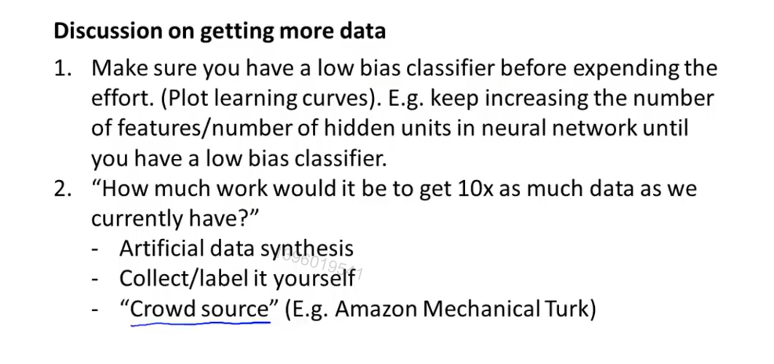 Discussion on getting more data
1. Make sure you have a low bias classifier before expending the
effort. (Plot learning curves). E.g. keep increasing the number
of features/number of hidden units in neural network until
you have a low bias classifier.
2. “How much work would it be to get 10x as much data as we
currently have?”
- Artificial data synthesis
- Collect/label it yourself
- “Crowd source” (E.g. Amazon Mechanical Turk)